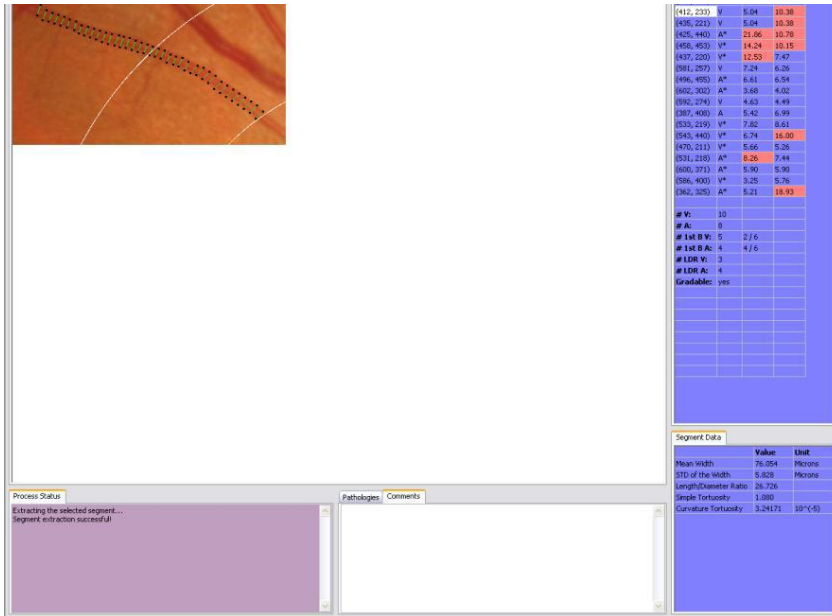 (412, 233) V 5.04 10.38
(435, 221) V 5.04 10.38
(425, 440) A* 21.86 10.78
(458, 453) V* 14.24 10.15
(437, 220) V* 12.53 7.47
(581, 257) V 7.24 6.26
(496, 455) A* 6.61 6.54
(602, 302) A* 3.68 4.02
(592, 274) V 4.63 4.49
(387, 408) A 5.42 6.99
(533, 219) V* 7.82 8.61
(543, 440) V* 6.74 16.00
(470, 211) V* 5.66 5.26
(531, 218) A* 8.26 7.44
(600, 371) A* 5.90 5.90
(586, 400) V* 3.25 5.76
(362, 325) A* 5.21 18.93
# V: 10
# A: 8
# 1st B V: 5 2 / 6
# 1st B A: 4 4 / 6
# LDR V: 3
# LDR A: 4
Gradable: yes
Segment Data
Value Unit
Mean Width 76.054 Microns
STD of the Width 5.828 Microns
Length/Diameter Ratio 26.726
Simple Tortuosity 1.080
Curvature Tortuosity 3.24171 10^(-5)
Process Status
Extracting the selected segment...
Segment extraction successful!
Pathologies Comments